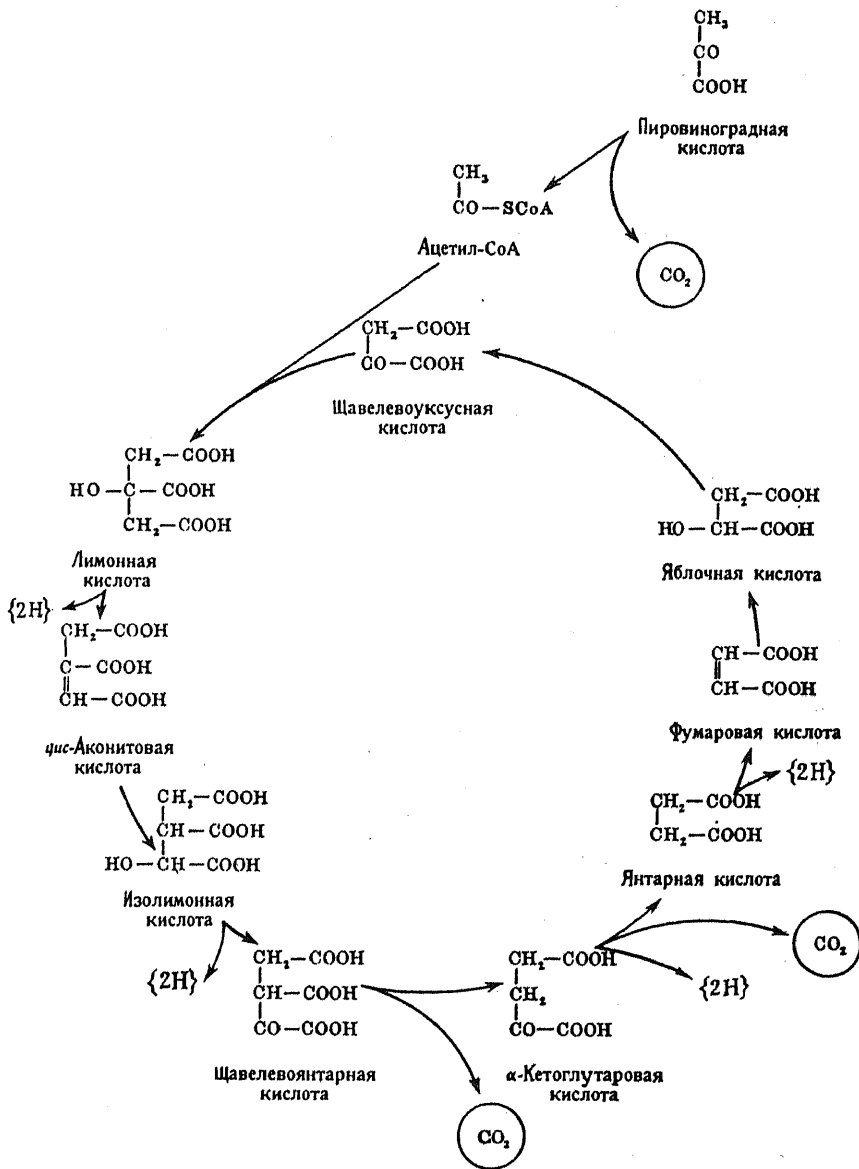 CH₃
CO
COOH
Пировиноградная
кислота
CH₃
CO—SCoA
Ацетил-CoA
CO₂
CH₂—COOH
CO—COOH
Щавелевоуксусная
кислота
CH₂—COOH
HO—C—COOH
CH₂—COOH
Лимонная
кислота
{2H}
CH₂—COOH
C—COOH
CH—COOH
цис-Аконитовая
кислота
CH₂—COOH
CH—COOH
HO—CH—COOH
Изолимонная
кислота
{2H}
CH₂—COOH
CH—COOH
CO—COOH
Щавелевоянтарная
кислота
CO₂
CH₂—COOH
CH₂
CO—COOH
α-Кетоглутаровая
кислота
{2H}
CO₂
Янтарная кислота
CH₂—COOH
CH₂—COOH
{2H}
Фумаровая кислота
CH—COOH
CH—COOH
Яблочная кислота
CH₂—COOH
HO—CH—COOH